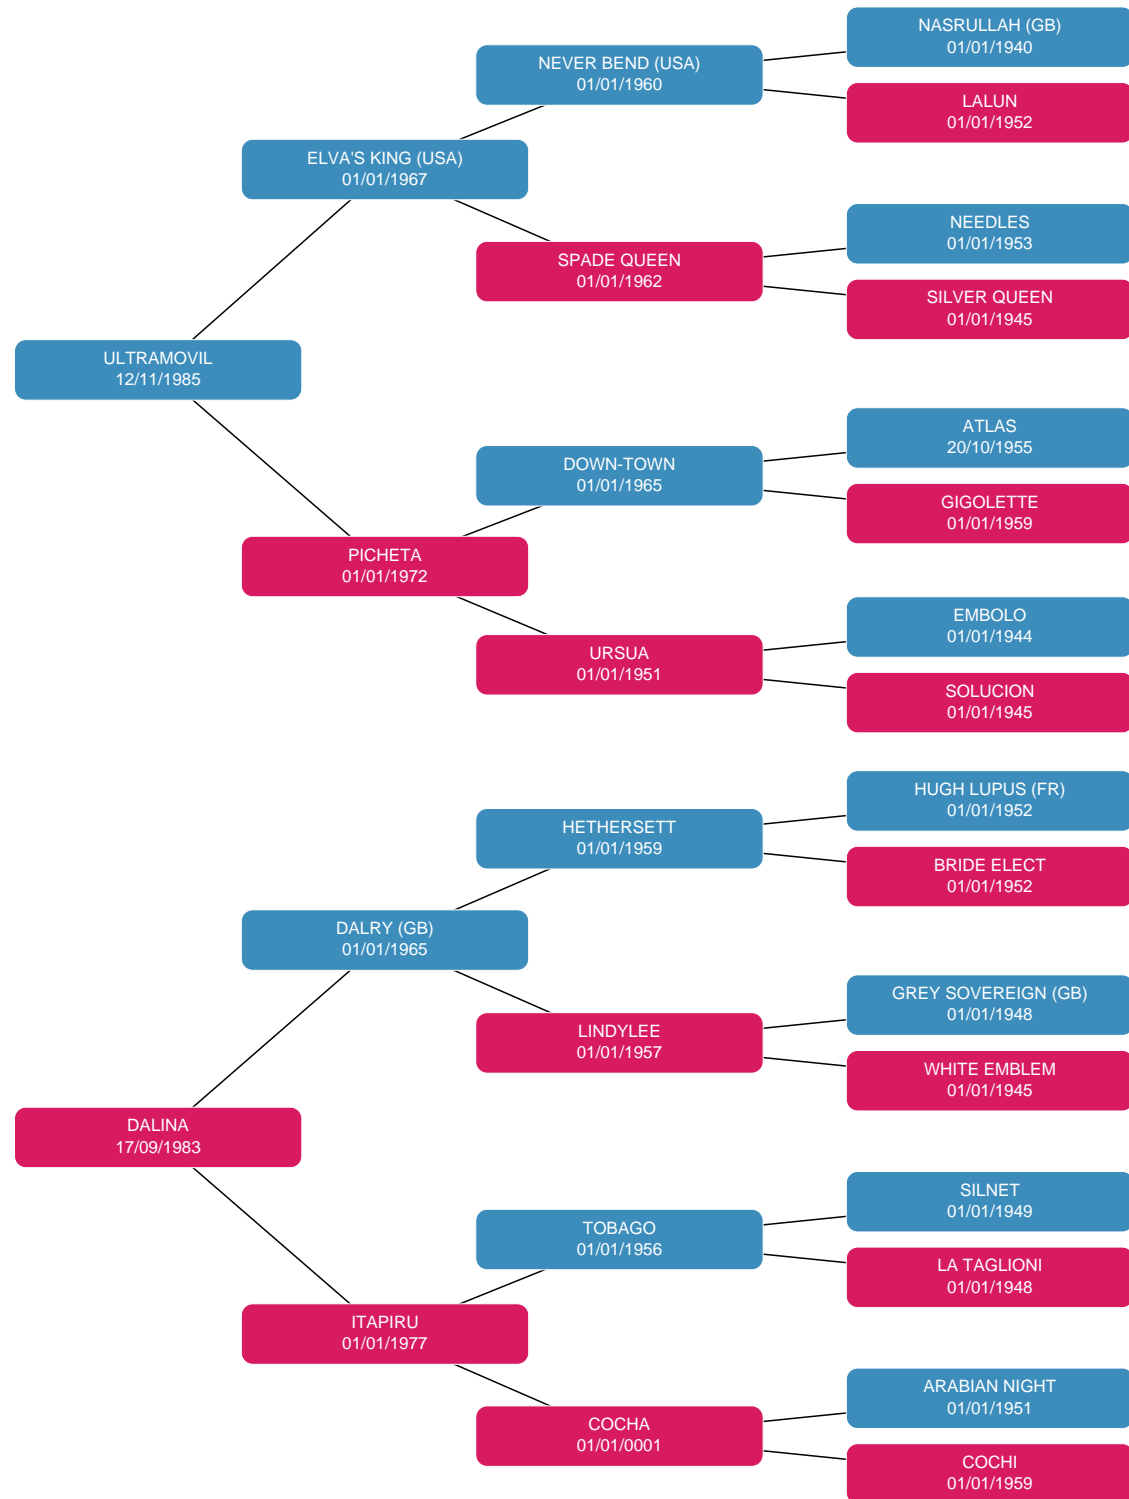 NASRULLAH (GB)
01/01/1940
NEVER BEND (USA)
01/01/1960
LALUN
01/01/1952
ELVA'S KING (USA)
01/01/1967
NEEDLES
01/01/1953
SPADE QUEEN
01/01/1962
SILVER QUEEN
01/01/1945
ULTRAMOVIL
12/11/1985
ATLAS
20/10/1955
DOWN-TOWN
01/01/1965
GIGOLETTE
01/01/1959
PICHETA
01/01/1972
EMBOLO
01/01/1944
URSUA
01/01/1951
SOLUCION
01/01/1945
HUGH LUPUS (FR)
01/01/1952
HETHERSETT
01/01/1959
BRIDE ELECT
01/01/1952
DALRY (GB)
01/01/1965
GREY SOVEREIGN (GB)
01/01/1948
LINDYLEE
01/01/1957
WHITE EMBLEM
01/01/1945
DALINA
17/09/1983
SILNET
01/01/1949
TOBAGO
01/01/1956
LA TAGLIONI
01/01/1948
ITAPIRU
01/01/1977
ARABIAN NIGHT
01/01/1951
COCHA
01/01/0001
COCHI
01/01/1959